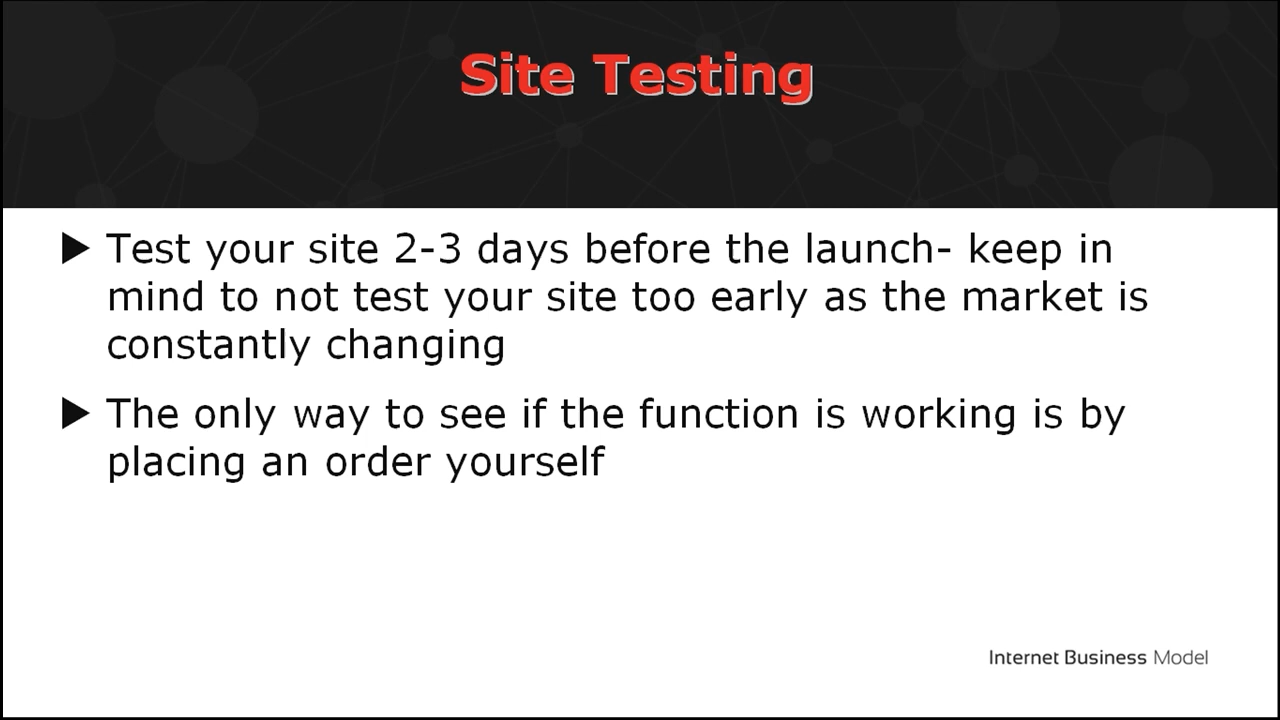 Site Testing
Test your site 2-3 days before the launch- keep in
mind to not test your site too early as the market is
constantly changing
The only way to see if the function is working is by
placing an order yourself
Internet Business Model